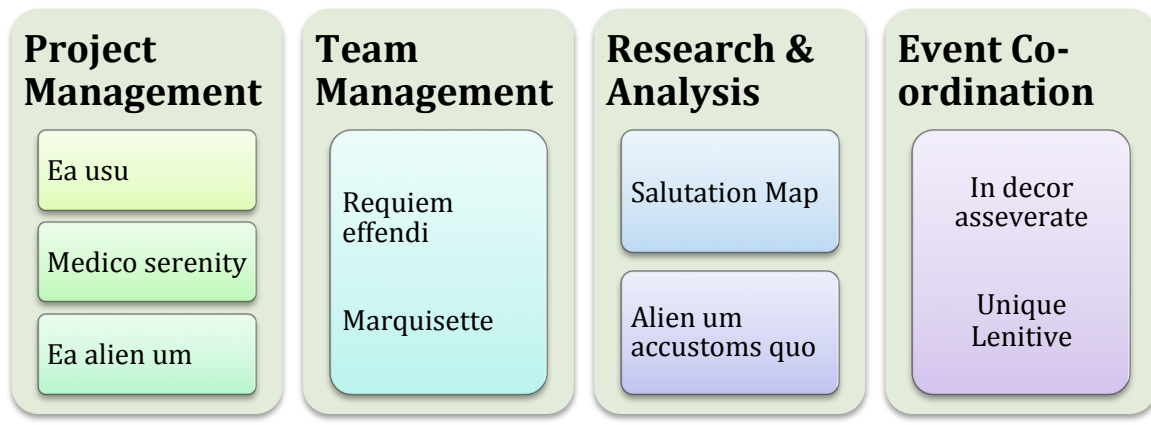 Project
Management
Ea usu
Medico serenity
Ea alien um
Team
Management
Requiem
effendi
Marquisette
Research &
Analysis
Salutation Map
Alien um
accustoms quo
Event Co-
ordination
In decor
asseverate
Unique
Lenitive